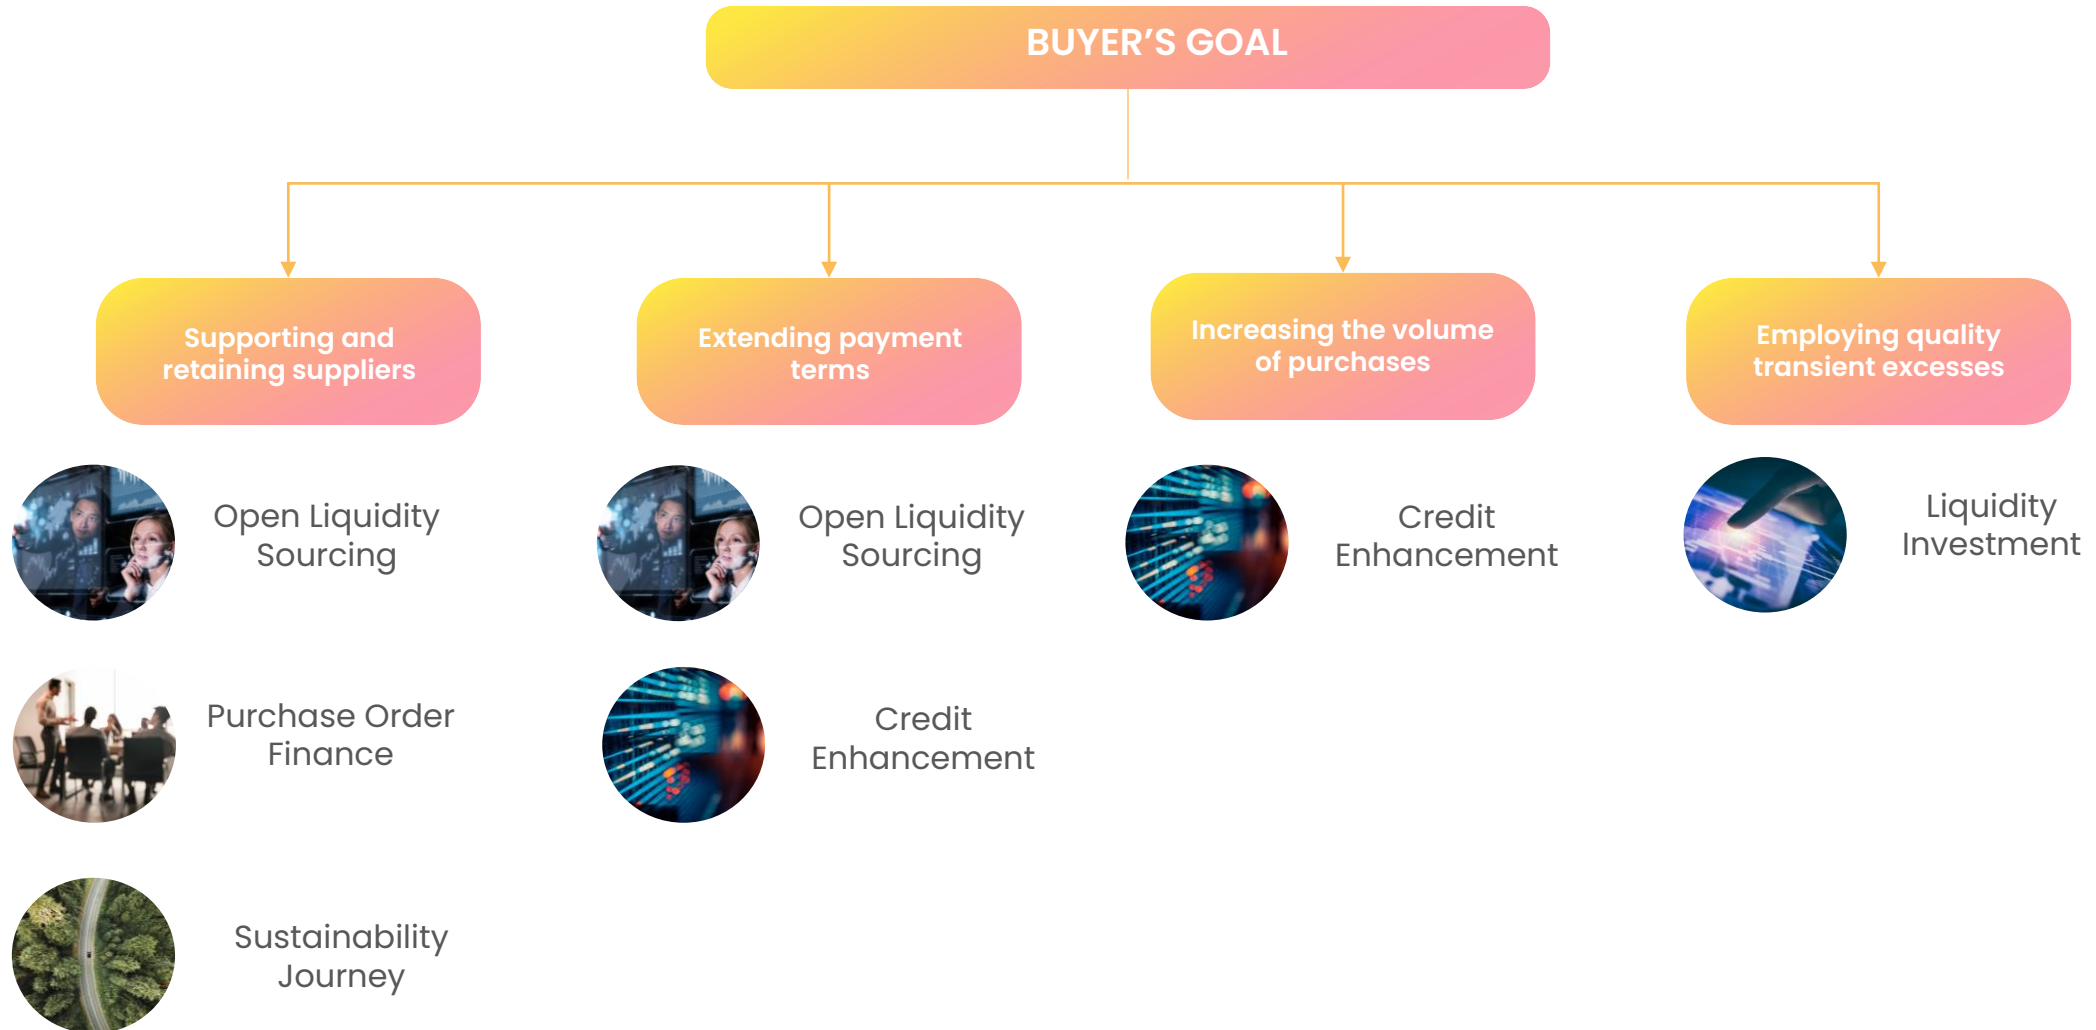 BUYER’S GOAL
Supporting and
retaining suppliers
Extending payment
terms
Increasing the volume
of purchases
Employing quality
transient excesses
Open Liquidity
Sourcing
Open Liquidity
Sourcing
Credit
Enhancement
Liquidity
Investment
Purchase Order
Finance
Credit
Enhancement
Sustainability
Journey